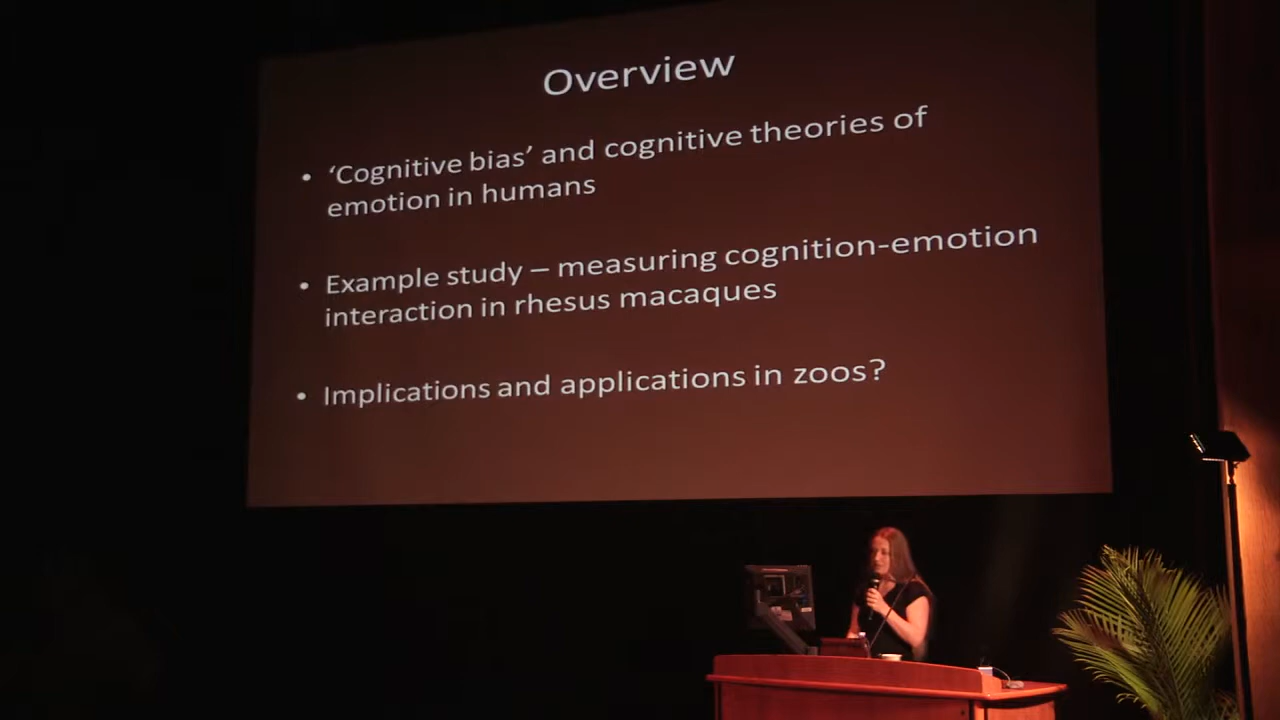 Overview
• ‘Cognitive bias’ and cognitive theories of
emotion in humans
• Example study – measuring cognition-emotion
interaction in rhesus macaques
• Implications and applications in zoos?